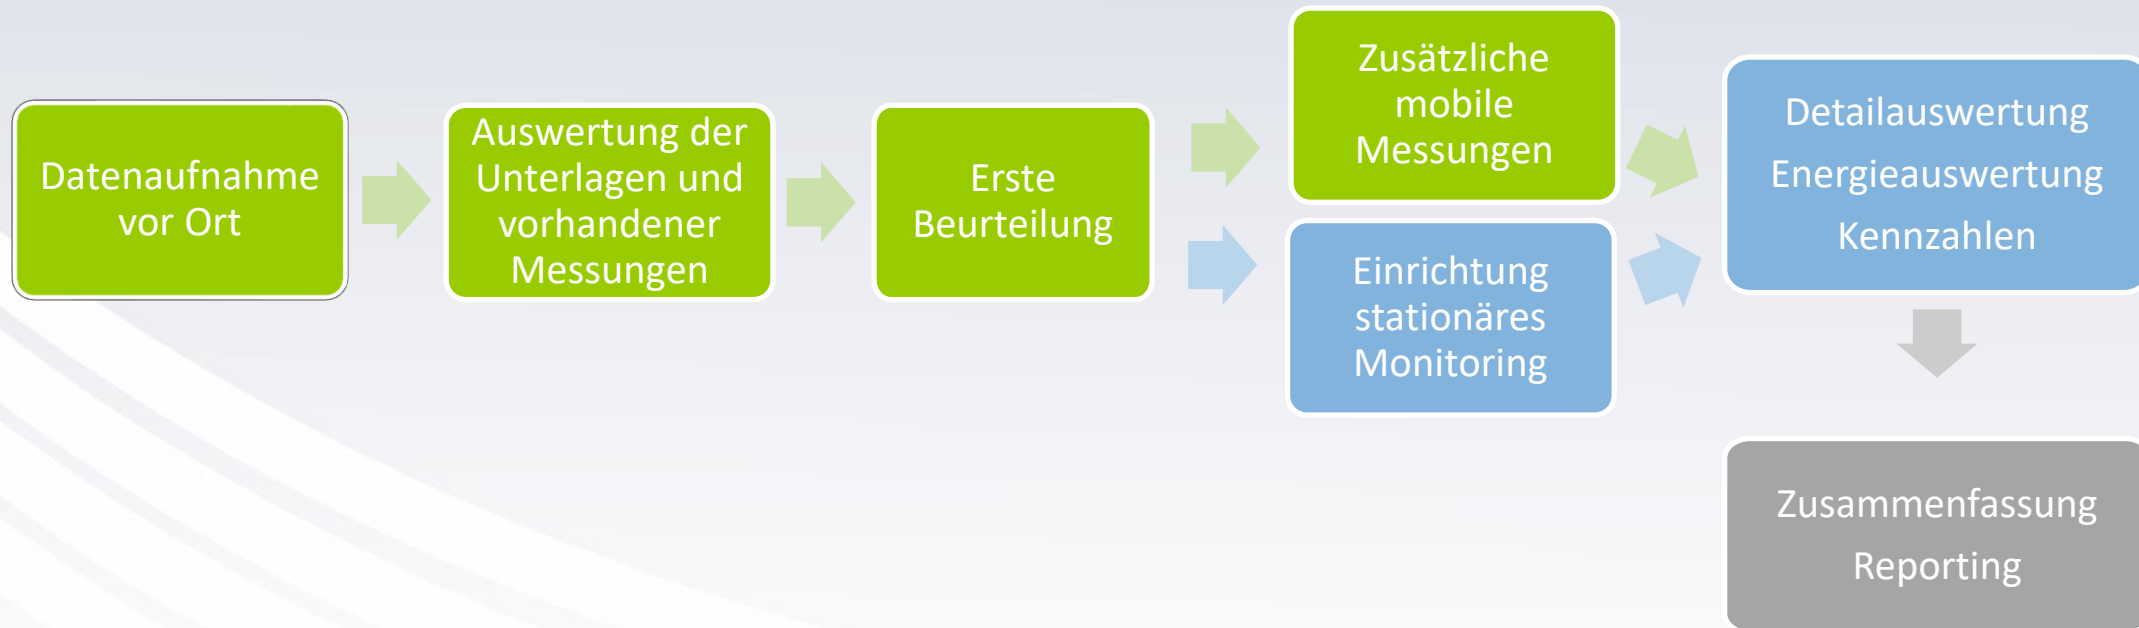 Datenaufnahme
vor Ort
Auswertung der
Unterlagen und
vorhandener
Messungen
Erste
Beurteilung
Zusätzliche
mobile
Messungen
Einrichtung
stationäres
Monitoring
Detailauswertung
Energieauswertung
Kennzahlen
Zusammenfassung
Reporting